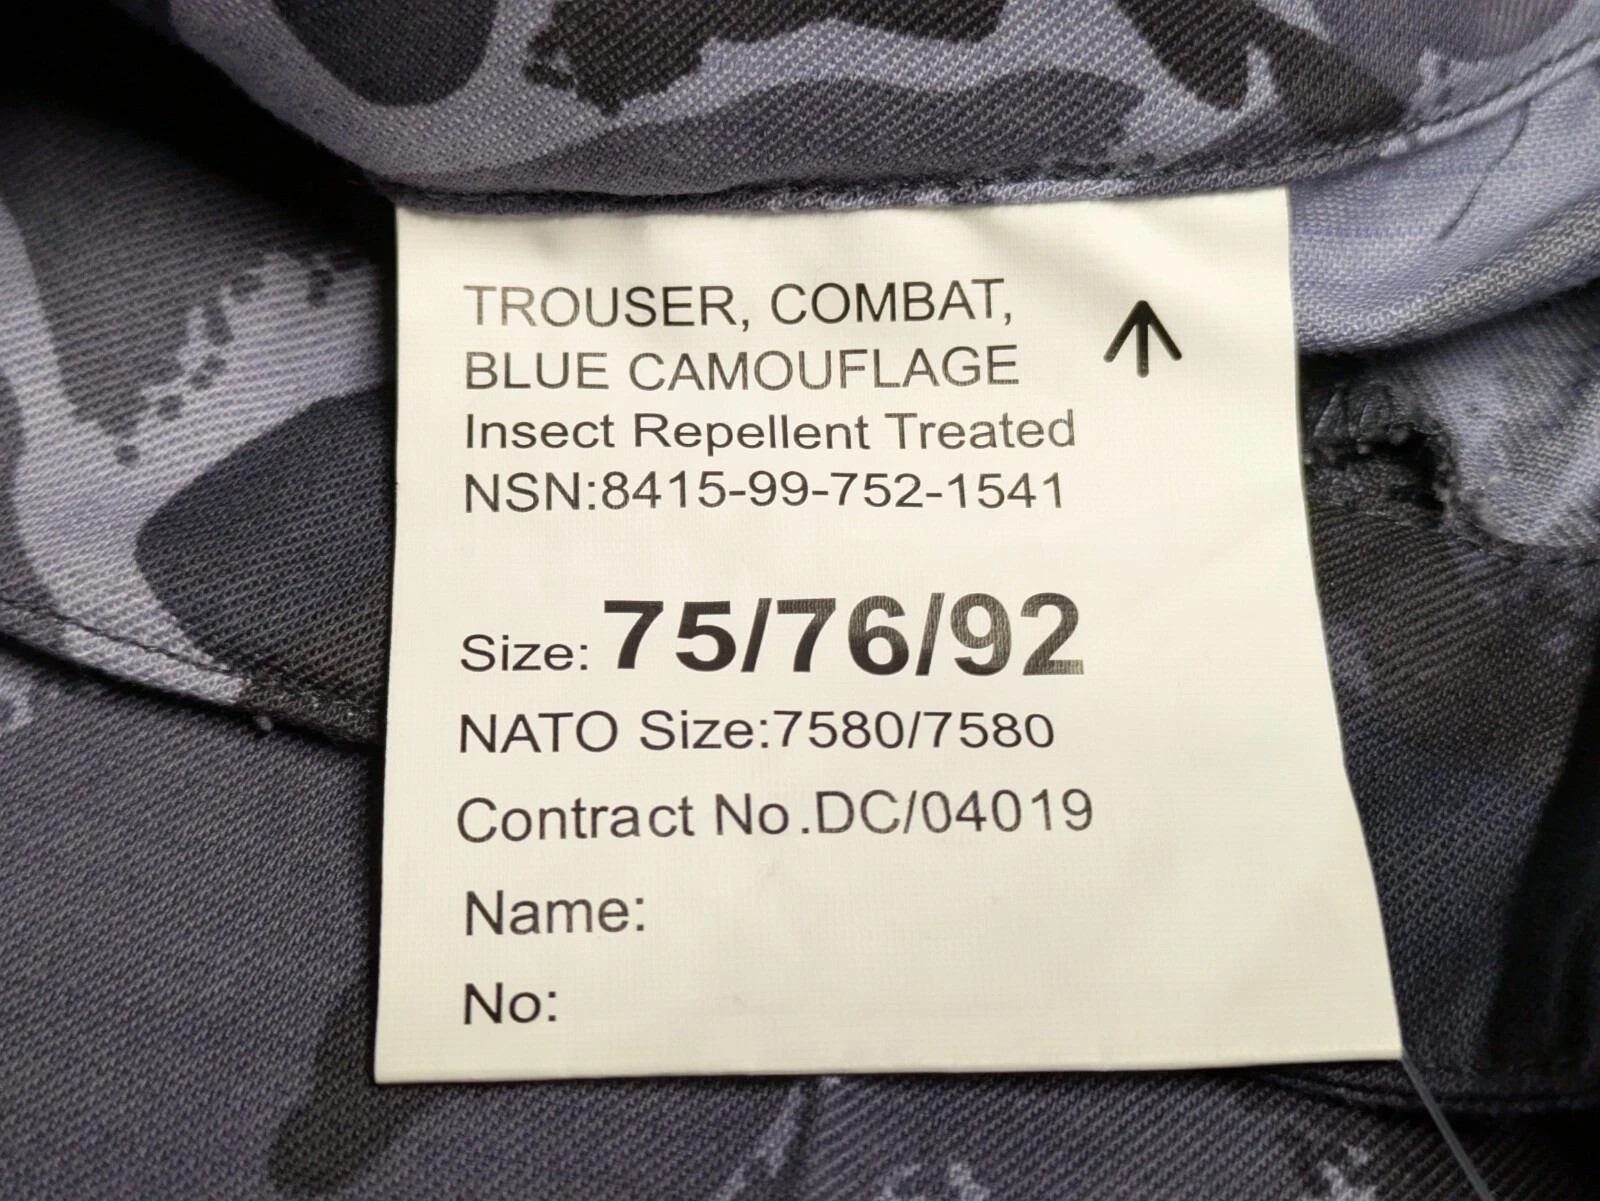 TROUSER, COMBAT,
BLUE CAMOUFLAGE
Insect Repellent Treated
NSN:8415-99-752-1541
Size: 75/76/92
NATO Size:7580/7580
Contract No.DC/04019
Name:
No: